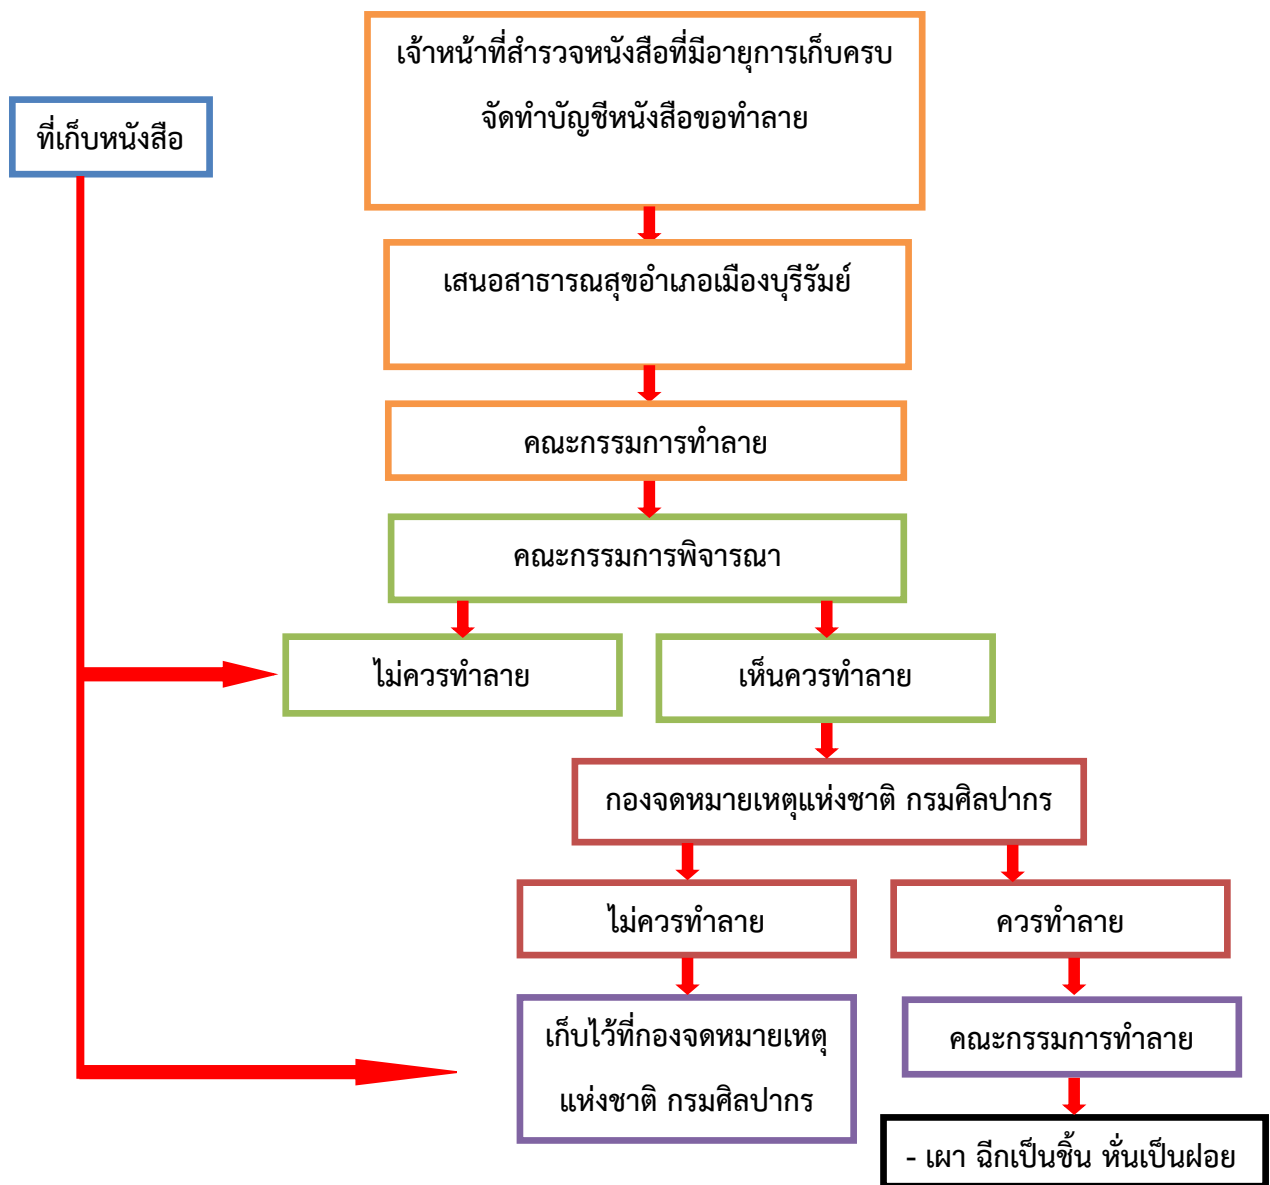 เจ้าหน้าที่สำรวจหนังสือที่มีอายุการเก็บครบ
จัดทำบัญชีหนังสือขอทำลาย
ที่เก็บหนังสือ
เสนอสาธารณสุขอำเภอเมืองบุรีรัมย์
คณะกรรมการทำลาย
คณะกรรมการพิจารณา
ไม่ควรทำลาย
เห็นควรทำลาย
กองจดหมายเหตุแห่งชาติ กรมศิลปากร
ไม่ควรทำลาย
ควรทำลาย
เก็บไว้ที่กองจดหมายเหตุ
แห่งชาติ กรมศิลปากร
คณะกรรมการทำลาย
- เผา ฉีกเป็นชิ้น หั่นเป็นฝอย